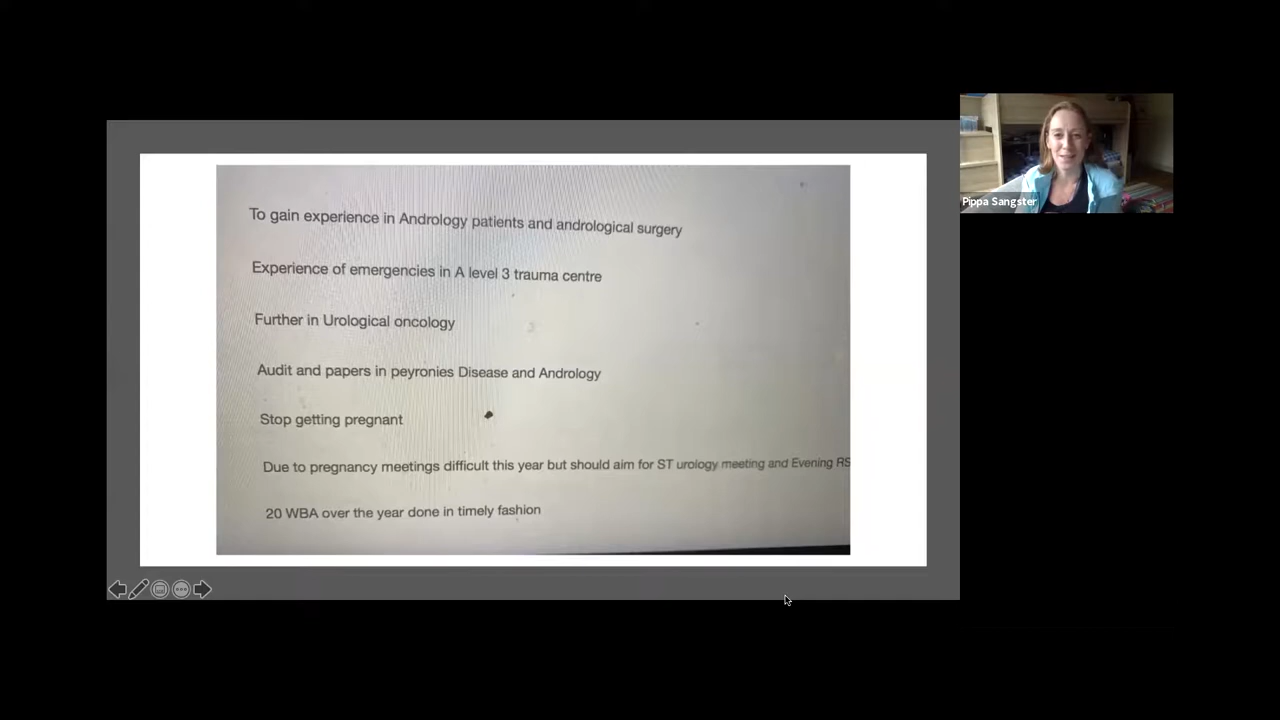 To gain experience in Andrology patients and andrological surgery
Experience of emergencies in A level 3 trauma centre
Further in Urological oncology
Audit and papers in peyronies Disease and Andrology
Stop getting pregnant
Due to pregnancy meetings difficult this year but should aim for ST urology meeting and Evening RS
20 WBA over the year done in timely fashion
Pippa Sangster